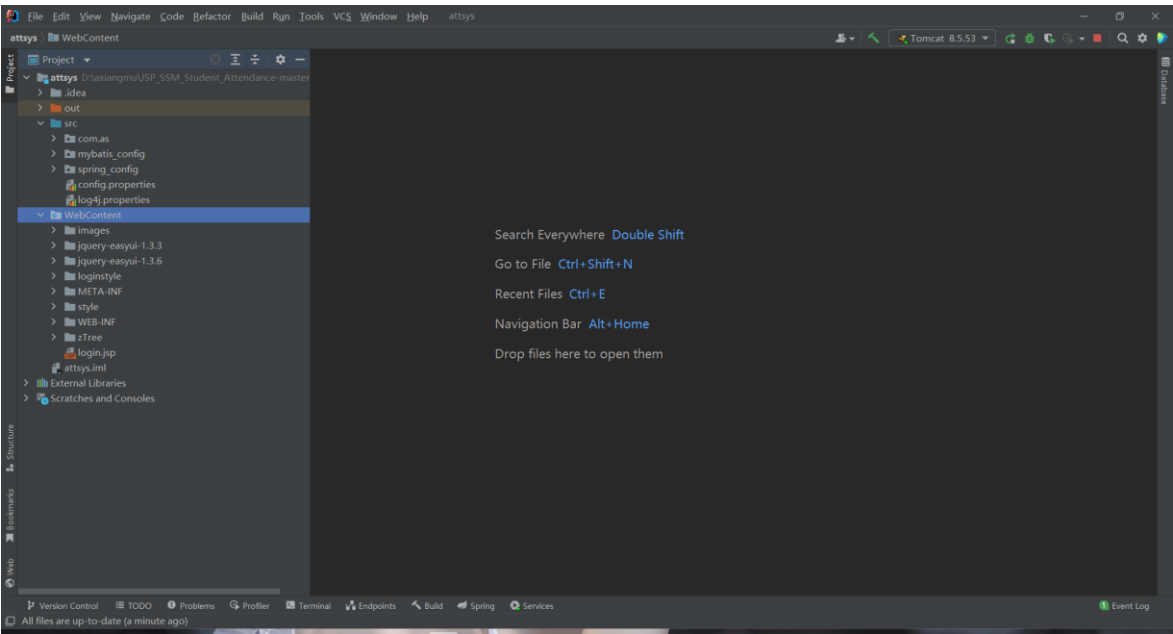 File Edit View Navigate Code Refactor Build Run Tools VCS Window Help attsys
attsys WebContent
Tomcat 8.5.53
Project
Project
Database
attsys D:\axiangmu\JSP_SSM_Student_Attendance-master
.idea
out
src
com.as
mybatis_config
spring_config
config.properties
log4j.properties
WebContent
images
jquery-easyui-1.3.3
jquery-easyui-1.3.6
loginstyle
META-INF
style
WEB-INF
zTree
login.jsp
attsys.iml
External Libraries
Scratches and Consoles
Search Everywhere Double Shift
Go to File Ctrl+Shift+N
Recent Files Ctrl+E
Navigation Bar Alt+Home
Drop files here to open them
Structure
Bookmarks
Web
Version Control TODO Problems Profiler Terminal Endpoints Build Spring Services 1 Event Log
All files are up-to-date (a minute ago)